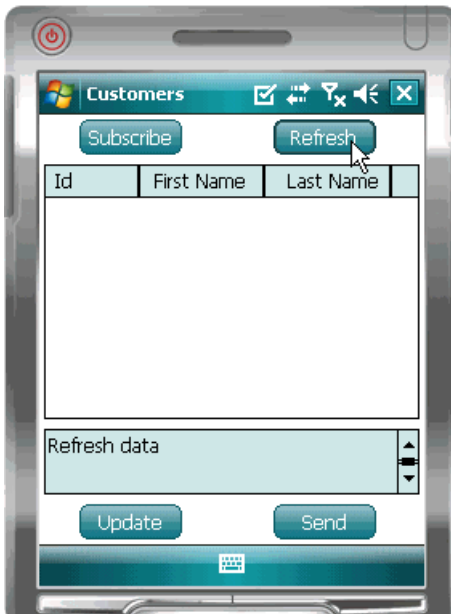 Customers
Subscribe Refresh
Id First Name Last Name
Refresh data
Update Send